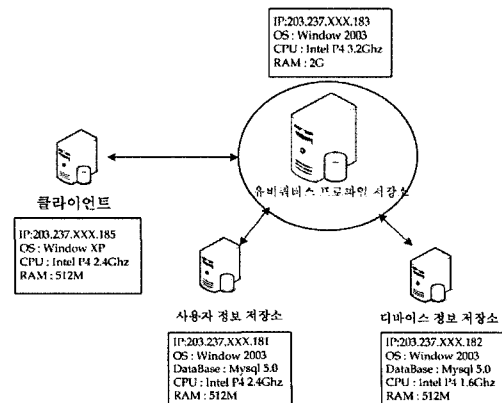 IP:203.237.XXX.183
OS : Window 2003
CPU : Intel P4 3.2Ghz
RAM : 2G
유비쿼터스 프로파일 저장소
클라이언트
IP:203.237.XXX.185
OS : Window XP
CPU : Intel P4 2.4Ghz
RAM : 512M
사용자 정보 저장소
IP:203.237.XXX.181
OS : Window 2003
DataBase : Mysql 5.0
CPU : Intel P4 2.4Ghz
RAM : 512M
디바이스 정보 저장소
IP:203.237.XXX.182
OS : Window 2003
DataBase : Mysql 5.0
CPU : Intel P4 1.6Ghz
RAM : 512M